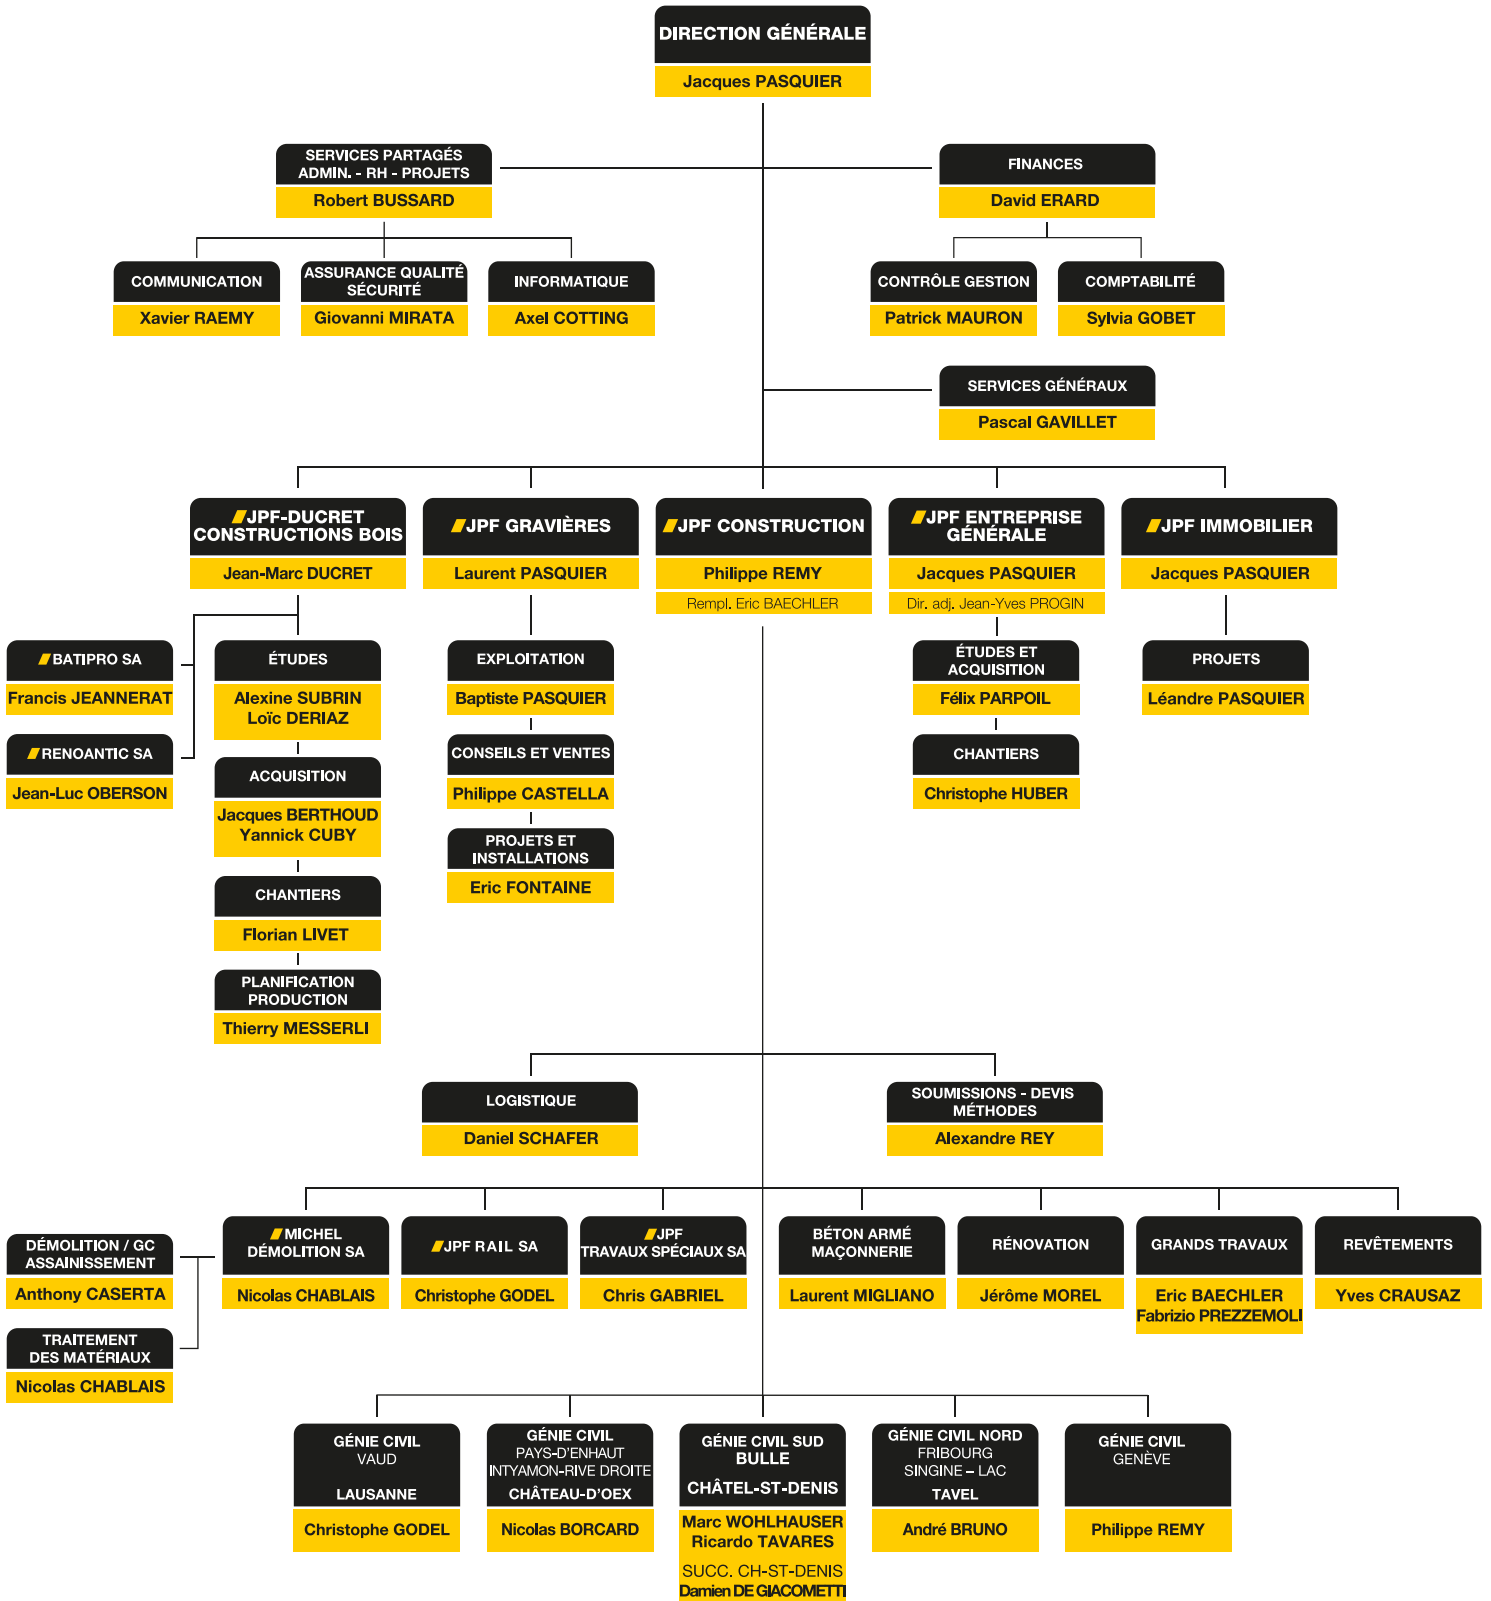 DIRECTION GÉNÉRALE
Jacques PASQUIER
SERVICES PARTAGÉS
ADMIN. - RH - PROJETS
Robert BUSSARD
FINANCES
David ERARD
COMMUNICATION
Xavier RAEMY
ASSURANCE QUALITÉ
SÉCURITÉ
Giovanni MIRATA
INFORMATIQUE
Axel COTTING
CONTRÔLE GESTION
Patrick MAURON
COMPTABILITÉ
Sylvia GOBET
SERVICES GÉNÉRAUX
Pascal GAVILLET
JPF-DUCRET
CONSTRUCTIONS BOIS
Jean-Marc DUCRET
JPF GRAVIÈRES
Laurent PASQUIER
JPF CONSTRUCTION
Philippe REMY
Rempl. Eric BAECHLER
JPF ENTREPRISE
GÉNÉRALE
Jacques PASQUIER
Dir. adj. Jean-Yves PROGIN
JPF IMMOBILIER
Jacques PASQUIER
BATIPRO SA
Francis JEANNERAT
RENOANTIC SA
Jean-Luc OBERSON
ÉTUDES
Alexine SUBRIN
Loïc DERIAZ
ACQUISITION
Jacques BERTHOUD
Yannick CUBY
CHANTIERS
Florian LIVET
PLANIFICATION
PRODUCTION
Thierry MESSERLI
EXPLOITATION
Baptiste PASQUIER
CONSEILS ET VENTES
Philippe CASTELLA
PROJETS ET
INSTALLATIONS
Eric FONTAINE
ÉTUDES ET
ACQUISITION
Félix PARPOIL
CHANTIERS
Christophe HUBER
PROJETS
Léandre PASQUIER
LOGISTIQUE
Daniel SCHAFER
SOUMISSIONS - DEVIS
MÉTHODES
Alexandre REY
DÉMOLITION / GC
ASSAINISSEMENT
Anthony CASERTA
TRAITEMENT
DES MATÉRIAUX
Nicolas CHABLAIS
MICHEL
DÉMOLITION SA
Nicolas CHABLAIS
JPF RAIL SA
Christophe GODEL
JPF
TRAVAUX SPÉCIAUX SA
Chris GABRIEL
BÉTON ARMÉ
MAÇONNERIE
Laurent MIGLIANO
RÉNOVATION
Jérôme MOREL
GRANDS TRAVAUX
Eric BAECHLER
Fabrizio PREZZEMOLI
REVÊTEMENTS
Yves CRAUSAZ
GÉNIE CIVIL
VAUD
LAUSANNE
Christophe GODEL
GÉNIE CIVIL
PAYS-D'ENHAUT
INTYAMON-RIVE DROITE
CHÂTEAU-D'OEX
Nicolas BORCARD
GÉNIE CIVIL SUD
BULLE
CHÂTEL-ST-DENIS
Marc WOHLHAUSER
Ricardo TAVARES
SUCC. CH-ST-DENIS
Damien DE GIACOMETTI
GÉNIE CIVIL NORD
FRIBOURG
SINGINE – LAC
TAVEL
André BRUNO
GÉNIE CIVIL
GENÈVE
Philippe REMY